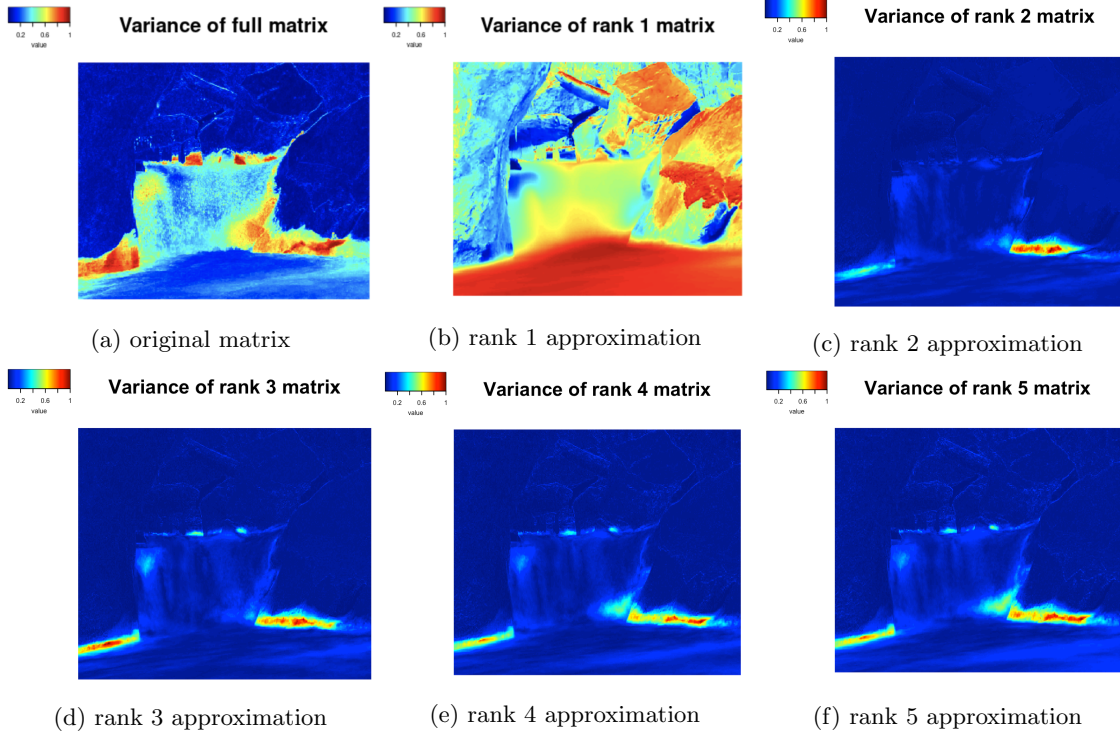 Variance of full matrix
0.2 0.6 1
value
(a) original matrix
Variance of rank 1 matrix
0.2 0.6 1
value
(b) rank 1 approximation
Variance of rank 2 matrix
0.2 0.6 1
value
(c) rank 2 approximation
Variance of rank 3 matrix
0.2 0.6 1
value
(d) rank 3 approximation
Variance of rank 4 matrix
0.2 0.6 1
value
(e) rank 4 approximation
Variance of rank 5 matrix
0.2 0.6 1
value
(f) rank 5 approximation